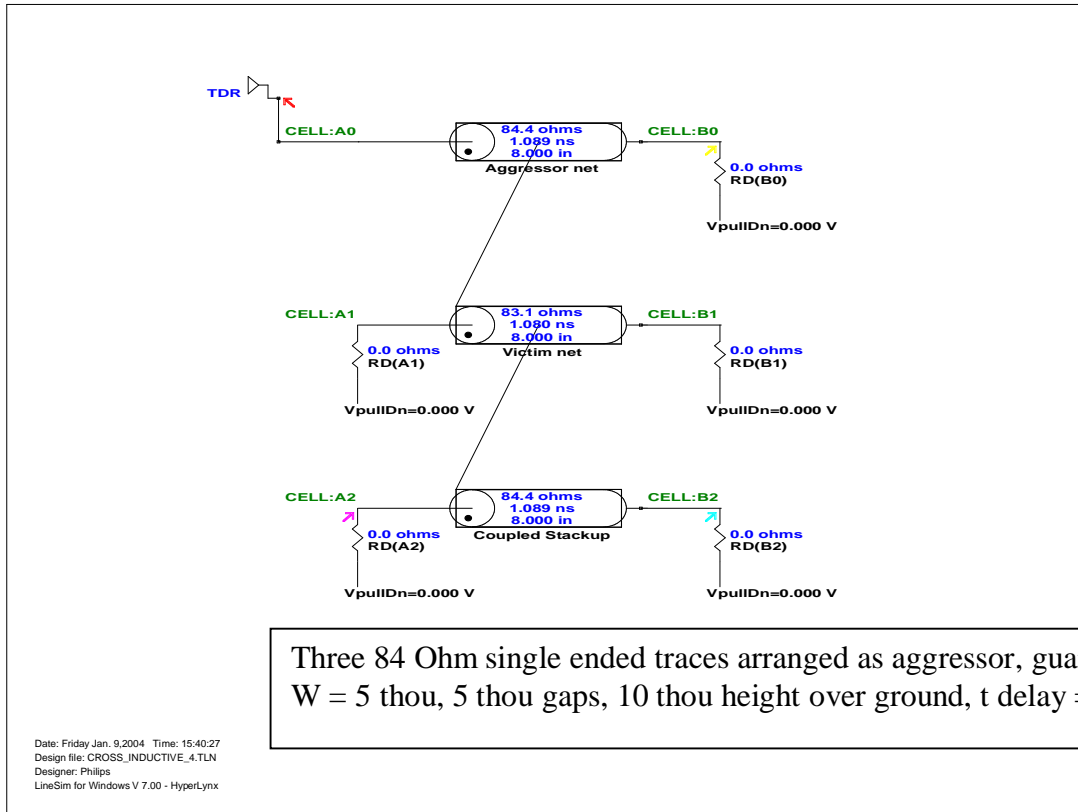 TDR
CELL:A0
84.4 ohms
1.089 ns
8.000 in
Aggressor net
CELL:B0
0.0 ohms
RD(B0)
VpullDn=0.000 V
CELL:A1
0.0 ohms
RD(A1)
VpullDn=0.000 V
83.1 ohms
1.080 ns
8.000 in
Victim net
CELL:B1
0.0 ohms
RD(B1)
VpullDn=0.000 V
CELL:A2
0.0 ohms
RD(A2)
VpullDn=0.000 V
84.4 ohms
1.089 ns
8.000 in
Coupled Stackup
CELL:B2
0.0 ohms
RD(B2)
VpullDn=0.000 V
Three 84 Ohm single ended traces arranged as aggressor, gua
W = 5 thou, 5 thou gaps, 10 thou height over ground, t delay =
Date: Friday Jan. 9,2004 Time: 15:40:27
Design file: CROSS_INDUCTIVE_4.TLN
Designer: Philips
LineSim for Windows V 7.00 - HyperLynx